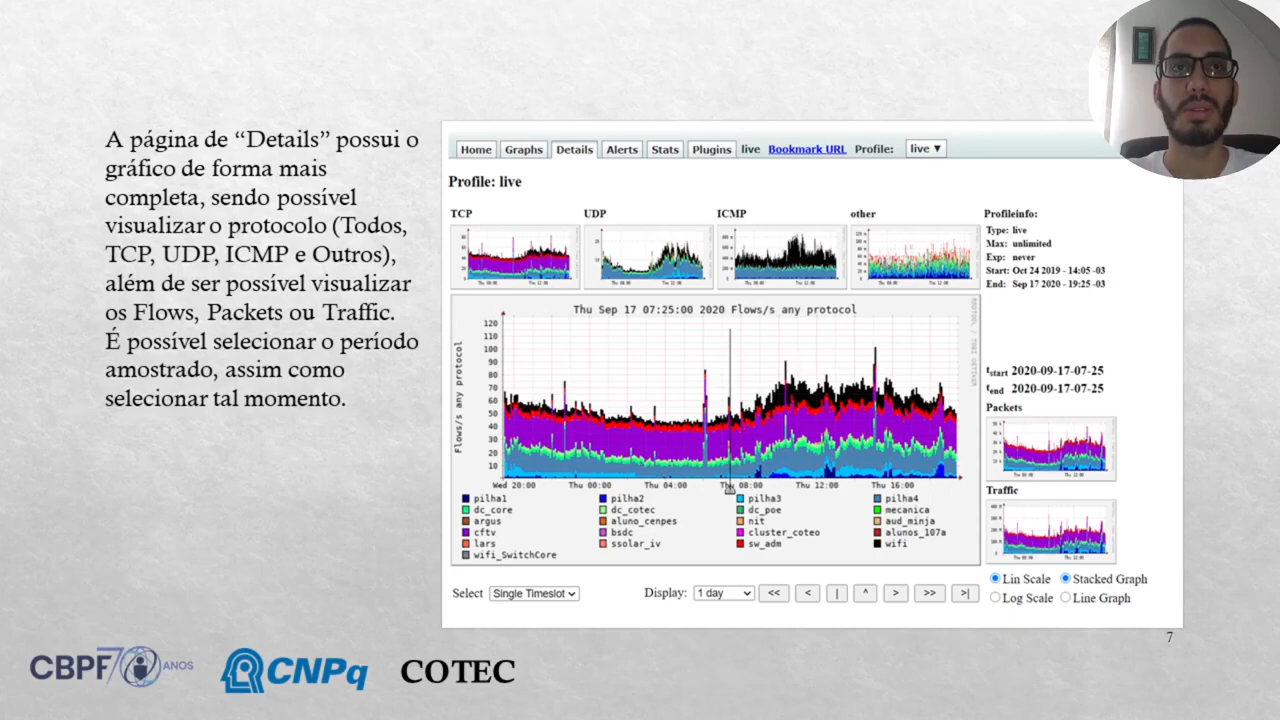 A página de “Details” possui o
gráfico de forma mais
completa, sendo possível
visualizar o protocolo (Todos,
TCP, UDP, ICMP e Outros),
além de ser possível visualizar
os Flows, Packets ou Traffic.
É possível selecionar o período
amostrado, assim como
selecionar tal momento.
Home Graphs Details Alerts Stats Plugins live Bookmark URL Profile: live ▼
Profile: live
TCP UDP ICMP other Profileinfo:
Type: live
Max: unlimited
Exp: never
Start: Oct 24 2019 - 14:05 -03
End: Sep 17 2020 - 19:25 -03
Thu Sep 17 07:25:00 2020 Flows/s any protocol
Flows/s any protocol
120
110
100
90
80
70
60
50
40
30
20
10
Wed 20:00 Thu 00:00 Thu 04:00 Thu 08:00 Thu 12:00 Thu 16:00
pilha1 pilha2 pilha3 pilha4
dc_core dc_cotec dc_poe mecanica
argus aluno_cenpes nit aud_minja
cftv bsdc cluster_coteo alunos_107a
lars ssolar_iv sw_adm wifi
wifi_SwitchCore
tstart 2020-09-17-07-25
tend 2020-09-17-07-25
Packets
Traffic
Lin Scale Stacked Graph
Log Scale Line Graph
Select Single Timeslot Display: 1 day << < | ^ > >> >|
7
CBPF 70 ANOS CNPq COTEC